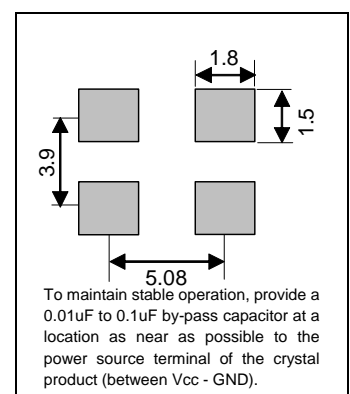 1.8
1.5
3.9
5.08
To maintain stable operation, provide a
0.01uF to 0.1uF by-pass capacitor at a
location as near as possible to the
power source terminal of the crystal
product (between Vcc - GND).